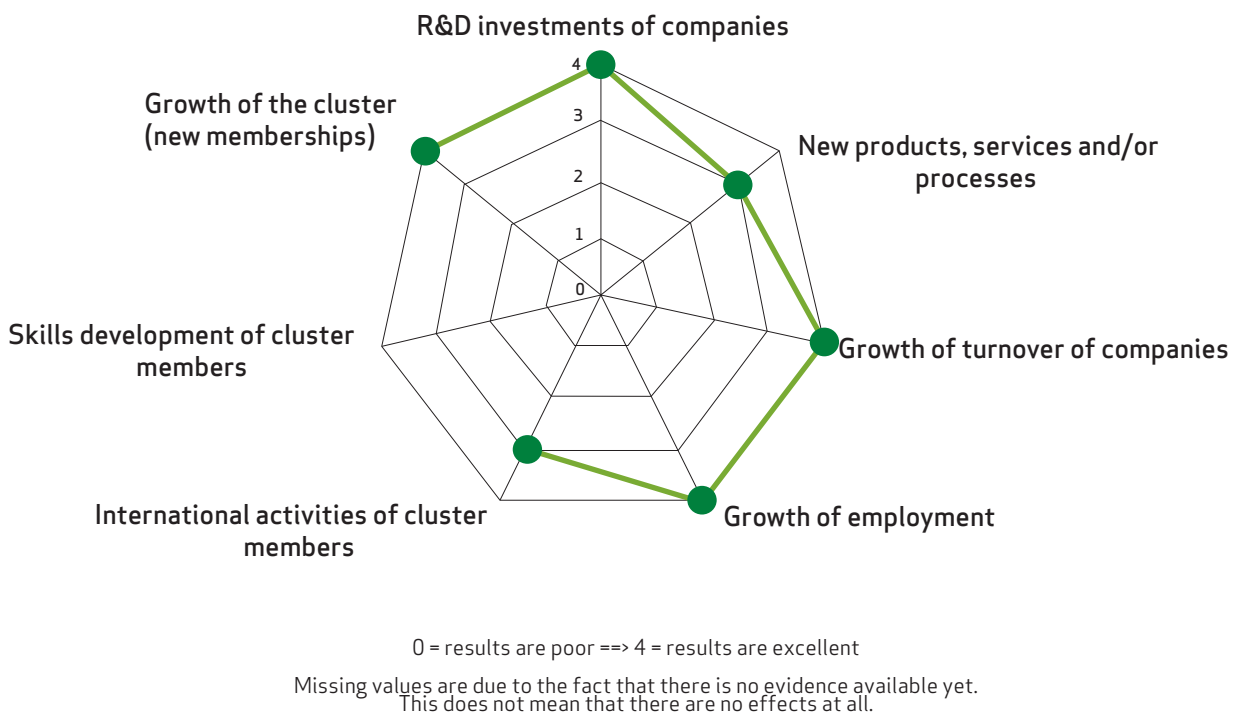 R&D investments of companies
4
Growth of the cluster
(new memberships)
3
New products, services and/or
processes
2
1
0
Skills development of cluster
members
Growth of turnover of companies
International activities of cluster
members
Growth of employment
0 = results are poor ==> 4 = results are excellent
Missing values are due to the fact that there is no evidence available yet.
This does not mean that there are no effects at all.